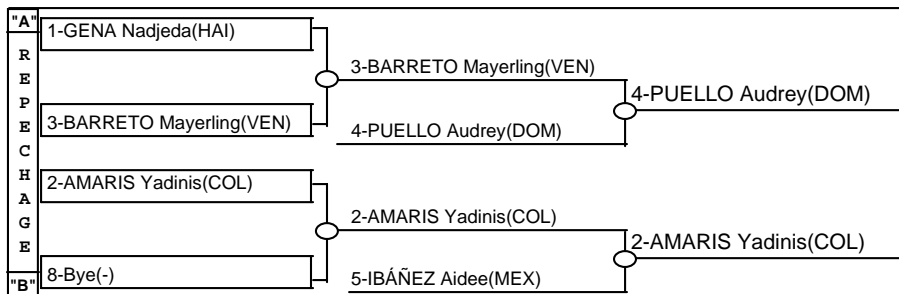 "A"
REPECHAGE
"B"
1-GENA Nadjeda(HAI)
3-BARRETO Mayerling(VEN)
3-BARRETO Mayerling(VEN)
4-PUELLO Audrey(DOM)
4-PUELLO Audrey(DOM)
2-AMARIS Yadinis(COL)
8-Bye(-)
2-AMARIS Yadinis(COL)
5-IBÁÑEZ Aidee(MEX)
2-AMARIS Yadinis(COL)